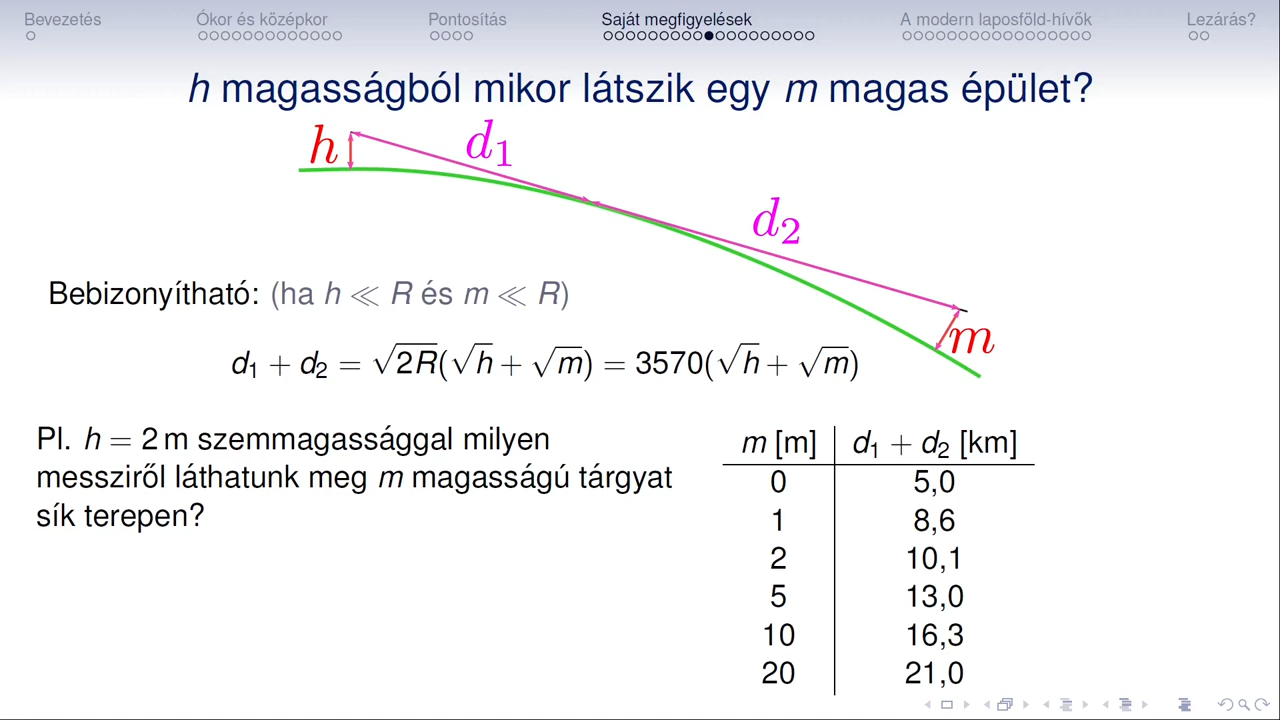 Bevezetés Ókor és középkor Pontosítás Saját megfigyelések A modern laposföld-hívők Lezárás?
h magasságból mikor látszik egy m magas épület?
h d₁
d₂
m
Bebizonyítható: (ha h ≪ R és m ≪ R)
d₁ + d₂ = √2R(√h + √m) = 3570(√h + √m)
Pl. h = 2 m szemmagassággal milyen
messziről láthatunk meg m magasságú tárgyat
sík terepen?
m [m] d₁ + d₂ [km]
0 5,0
1 8,6
2 10,1
5 13,0
10 16,3
20 21,0